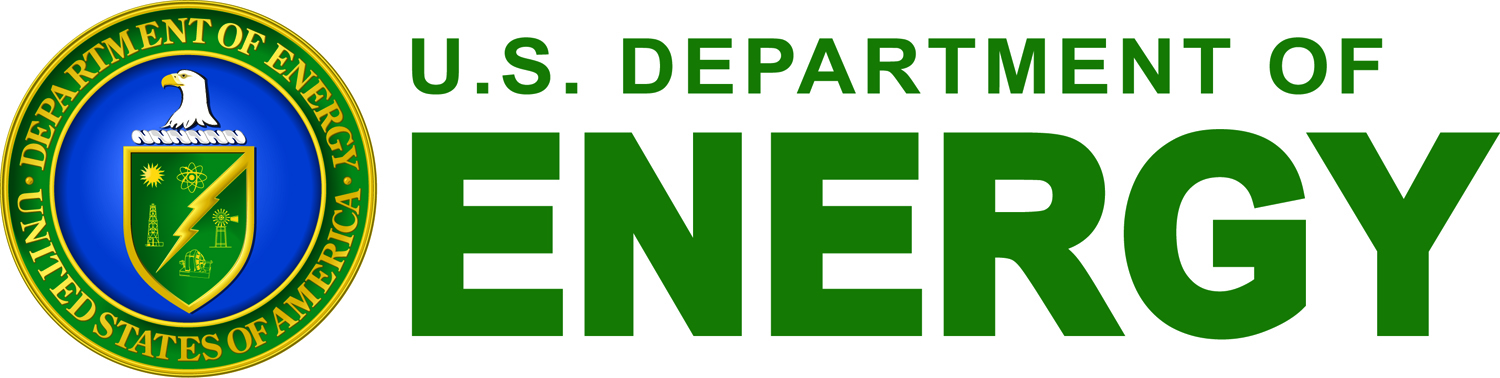 DEPARTMENT OF ENERGY
UNITED STATES OF AMERICA
U.S. DEPARTMENT OF
ENERGY